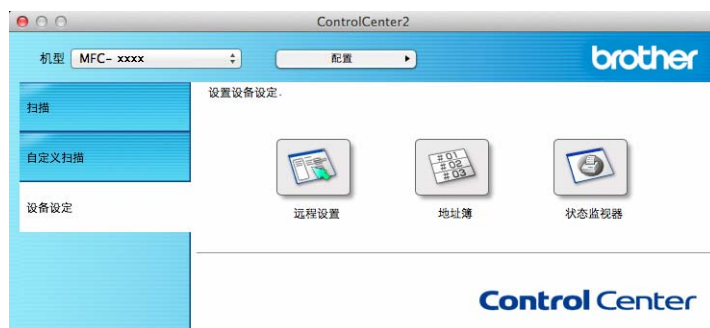 ControlCenter2
机型 MFC- xxxx 配置
brother
扫描
自定义扫描
设备设定
设置设备设定.
#01
#02
#03
远程设置 地址簿 状态监视器
Control Center